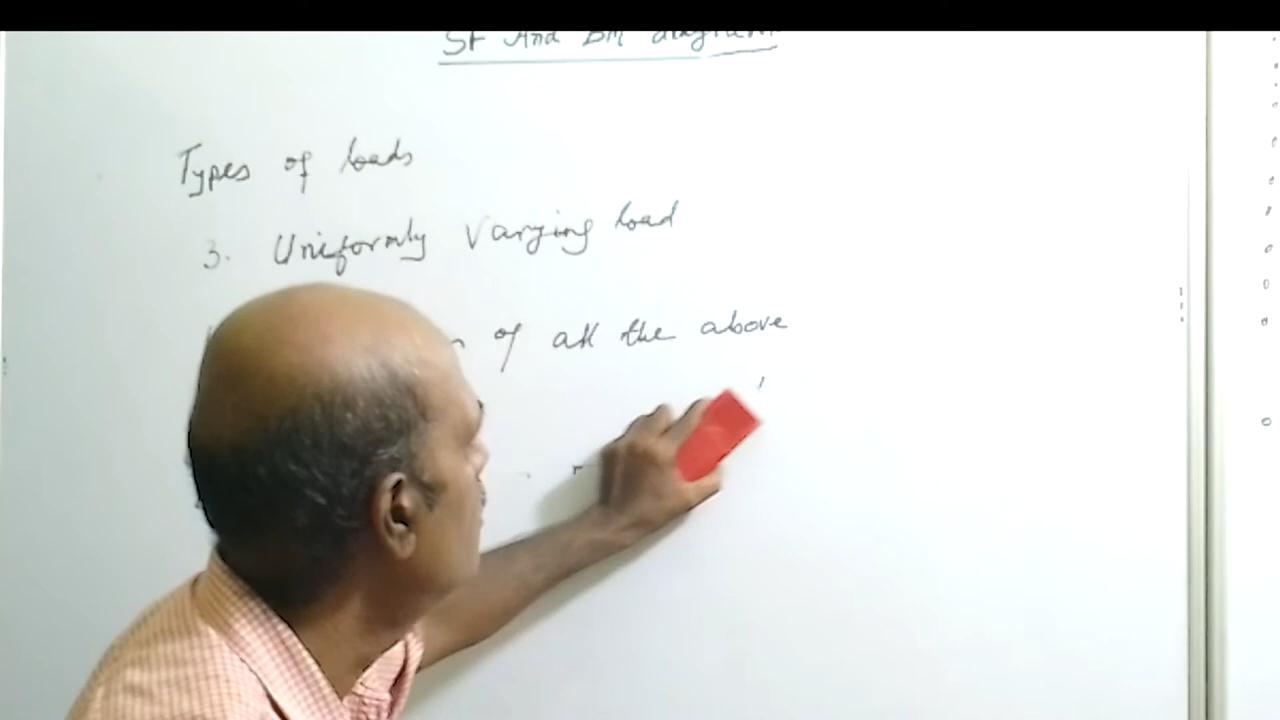 SF And BM diagram
Types of loads
3. Uniformly Varying load
of all the above